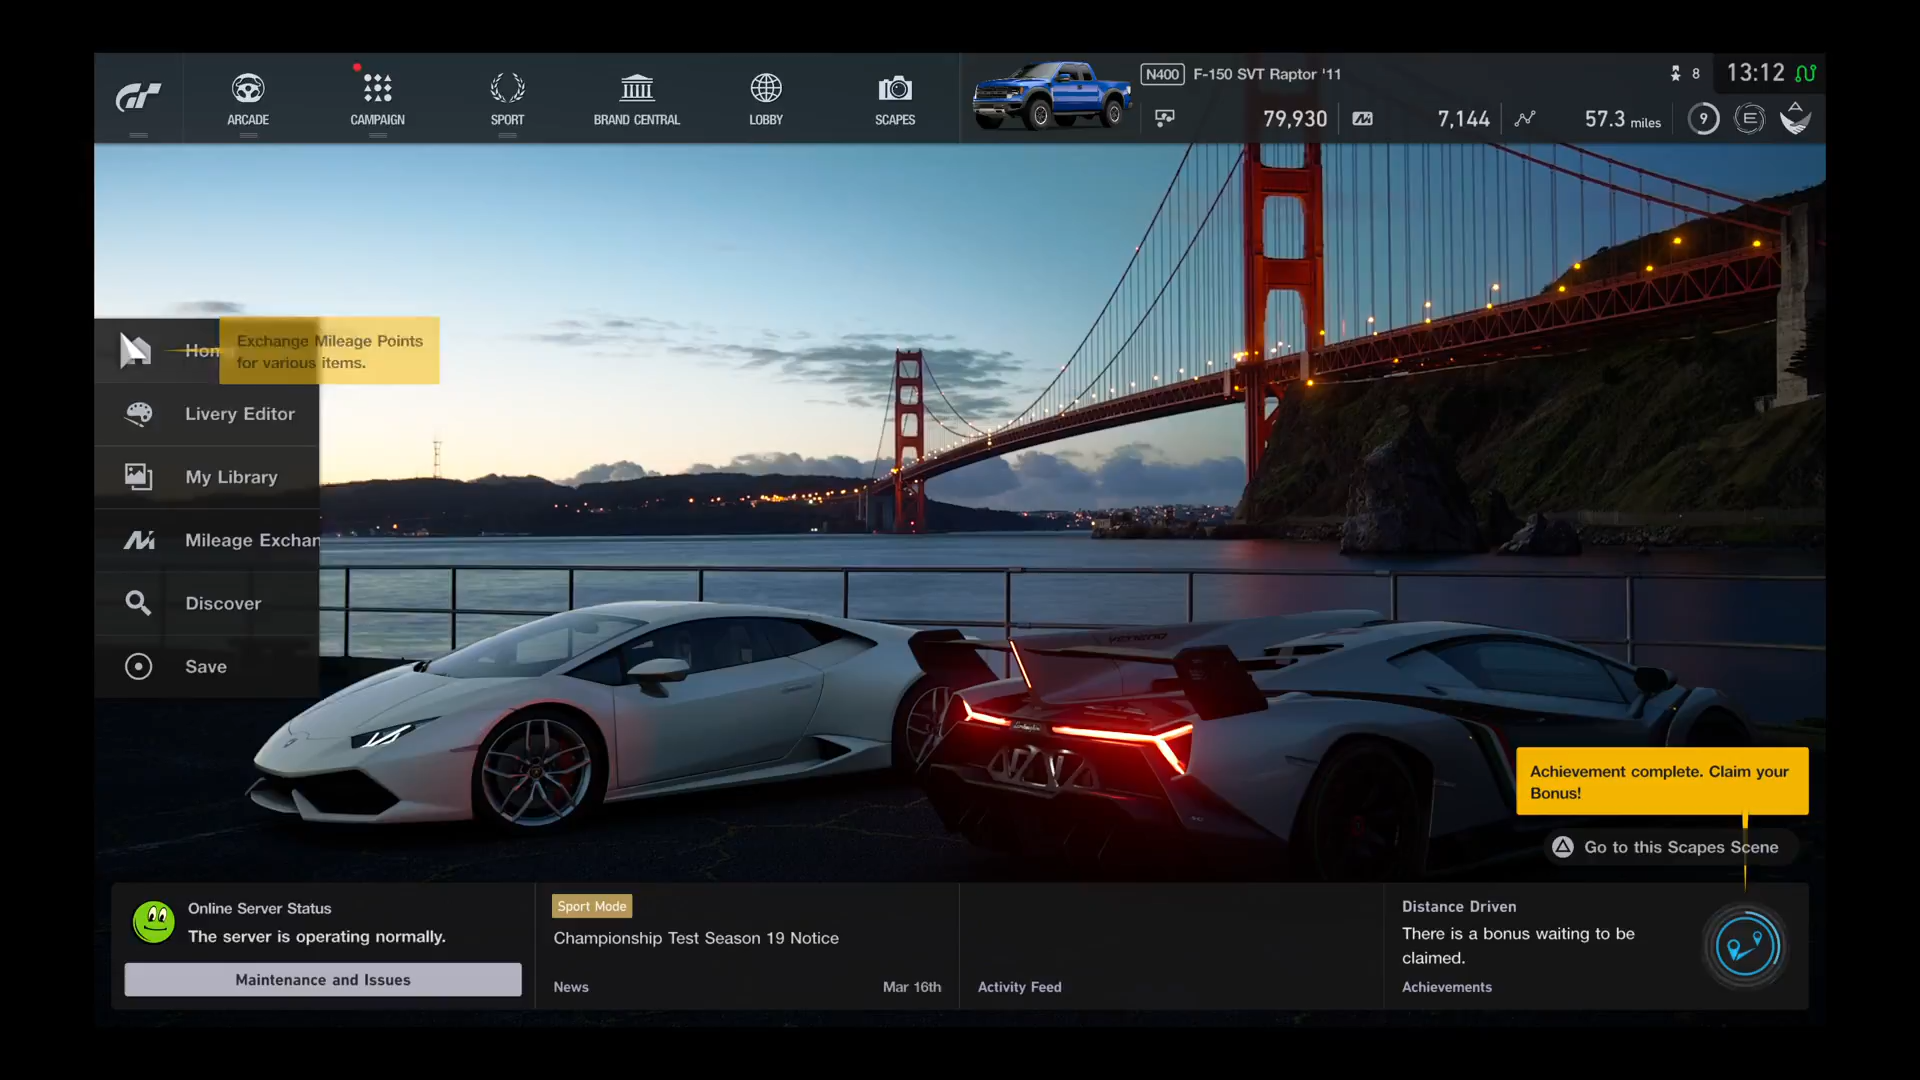 ARCADE
CAMPAIGN
SPORT
BRAND CENTRAL
LOBBY
SCAPES
N400 F-150 SVT Raptor '11
8
13:12
79,930
7,144
57.3 miles
9
E
A
Hon
Exchange Mileage Points
for various items.
Livery Editor
My Library
Mileage Exchan
Discover
Save
Achievement complete. Claim your
Bonus!
Go to this Scapes Scene
Online Server Status
The server is operating normally.
Maintenance and Issues
Sport Mode
Championship Test Season 19 Notice
News
Mar 16th
Activity Feed
Distance Driven
There is a bonus waiting to be
claimed.
Achievements